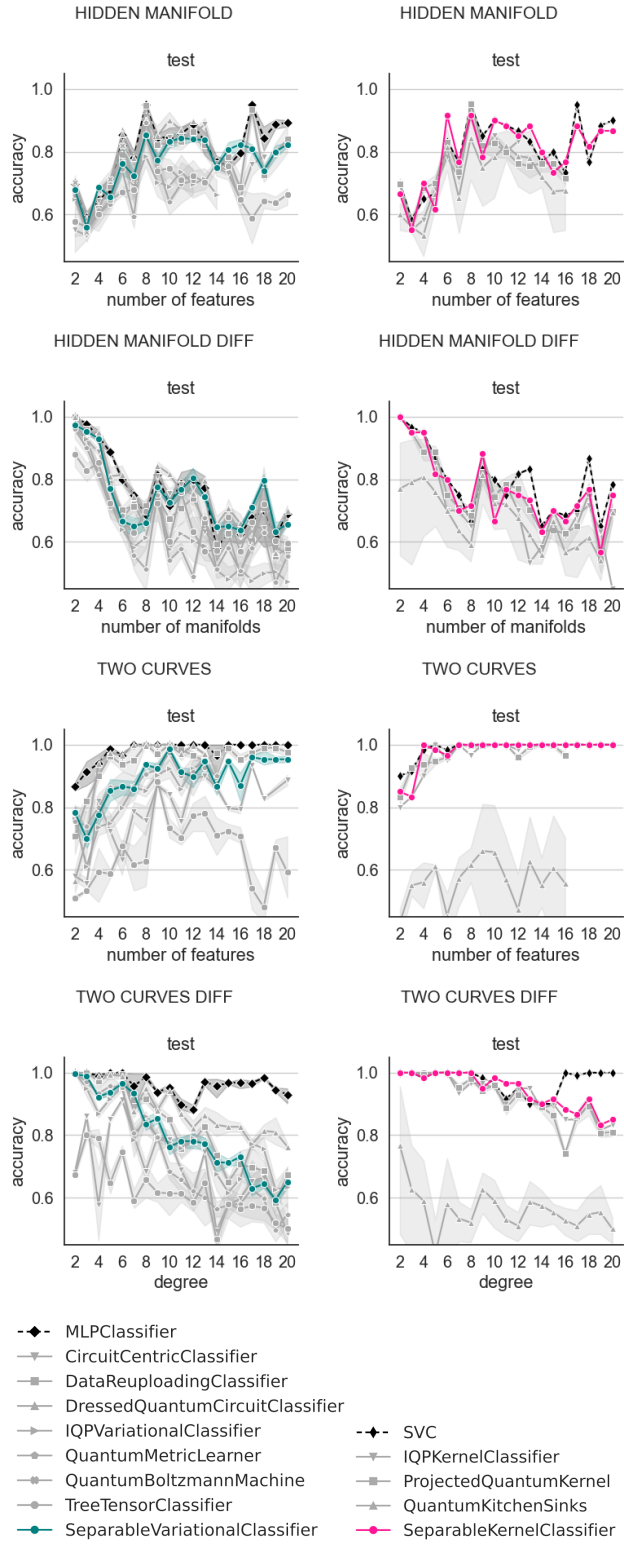 HIDDEN MANIFOLD
HIDDEN MANIFOLD
test
test
1.0
0.8
0.6
accuracy
2 4 6 8 10 12 14 16 18 20
number of features
1.0
0.8
0.6
accuracy
2 4 6 8 10 12 14 16 18 20
number of features
HIDDEN MANIFOLD DIFF
HIDDEN MANIFOLD DIFF
test
test
1.0
0.8
0.6
accuracy
2 4 6 8 10 12 14 16 18 20
number of manifolds
1.0
0.8
0.6
accuracy
2 4 6 8 10 12 14 16 18 20
number of manifolds
TWO CURVES
TWO CURVES
test
test
1.0
0.8
0.6
accuracy
2 4 6 8 10 12 14 16 18 20
number of features
1.0
0.8
0.6
accuracy
2 4 6 8 10 12 14 16 18 20
number of features
TWO CURVES DIFF
TWO CURVES DIFF
test
test
1.0
0.8
0.6
accuracy
2 4 6 8 10 12 14 16 18 20
degree
1.0
0.8
0.6
accuracy
2 4 6 8 10 12 14 16 18 20
degree
MLPClassifier
CircuitCentricClassifier
DataReuploadingClassifier
DressedQuantumCircuitClassifier
IQPVariationalClassifier
QuantumMetricLearner
QuantumBoltzmannMachine
TreeTensorClassifier
SeparableVariationalClassifier
SVC
IQPKernelClassifier
ProjectedQuantumKernel
QuantumKitchenSinks
SeparableKernelClassifier